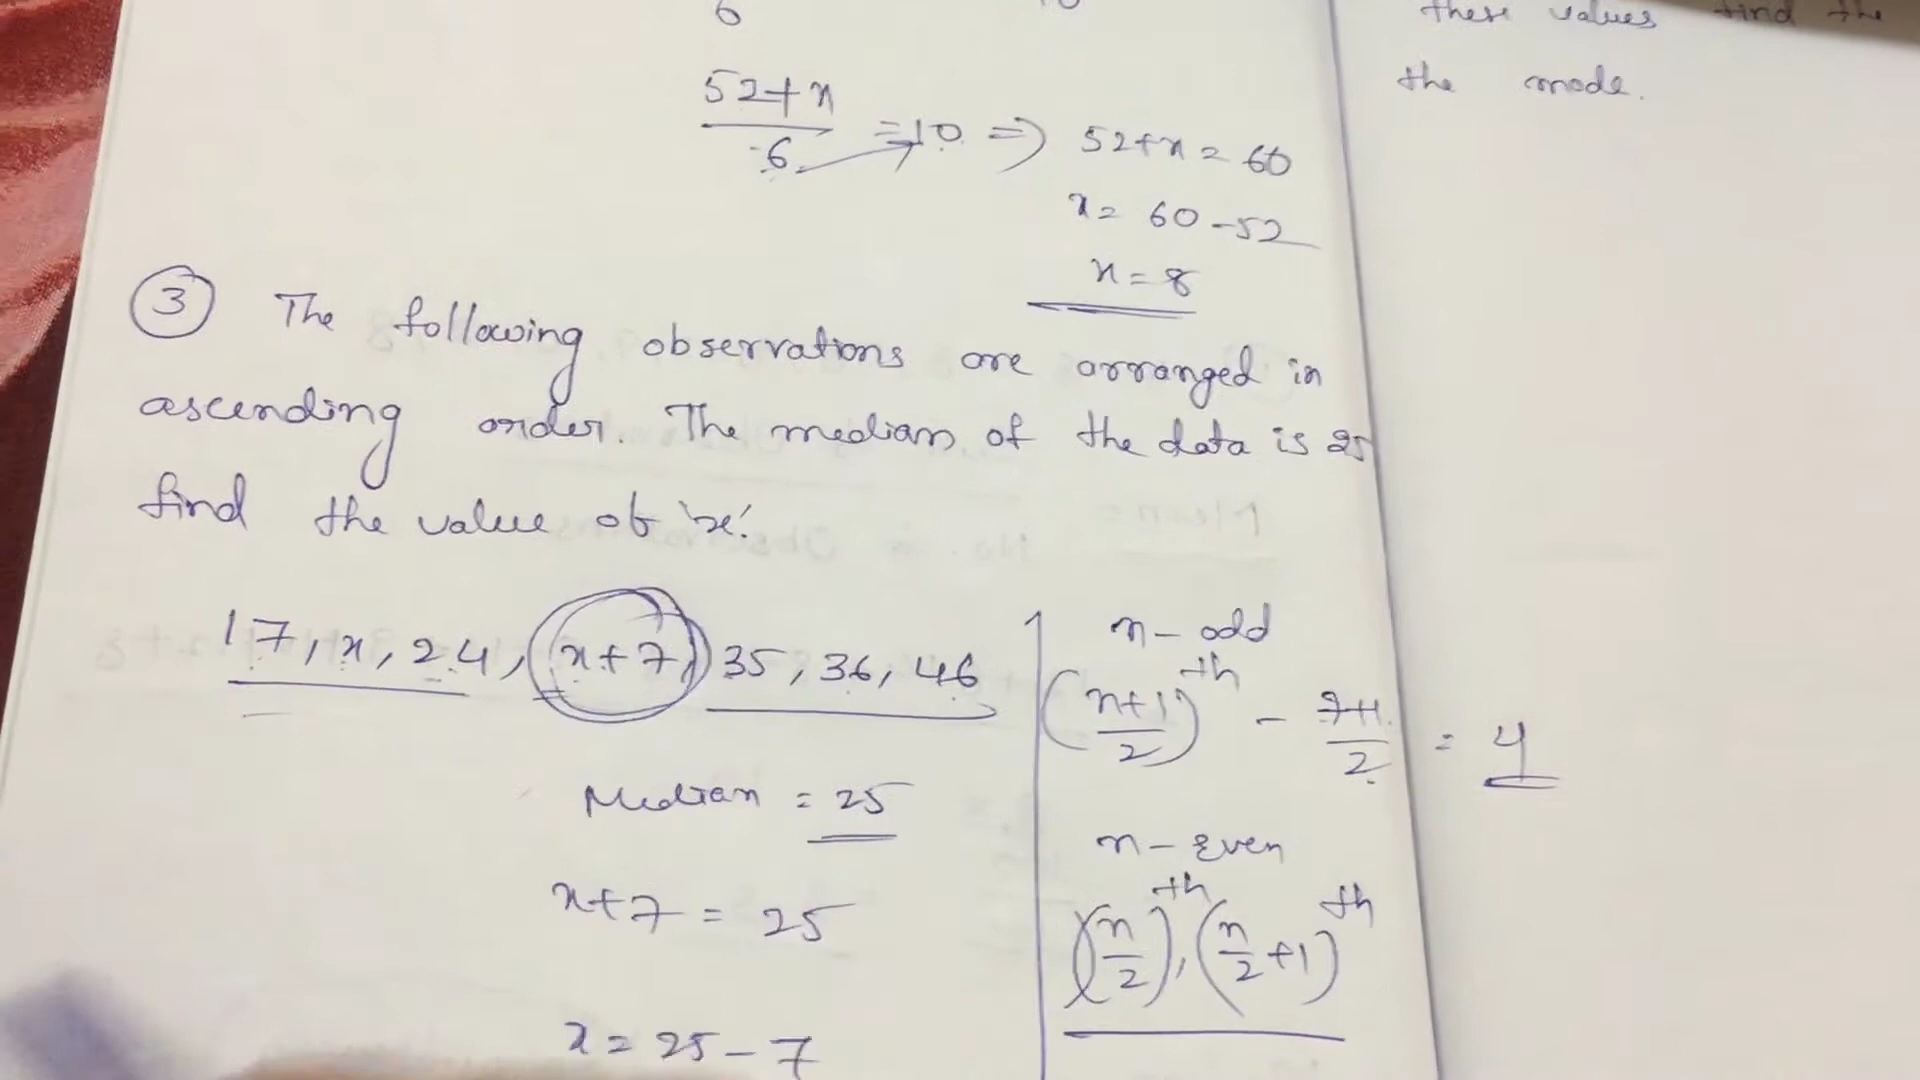 6
52+x
6
=10 => 52+x = 60
x = 60-52
x = 8
③ The following observations are arranged in
ascending order. The median of the data is 25
find the value of 'x'.
17, x, 24, (x+7,) 35, 36, 46
Median = 25
x+7 = 25
x = 25-7
n - odd
(n+1/2)th - 7+1/2 = 4
n - Even
(n/2)th, (n/2+1)th
these values find the
the mode.